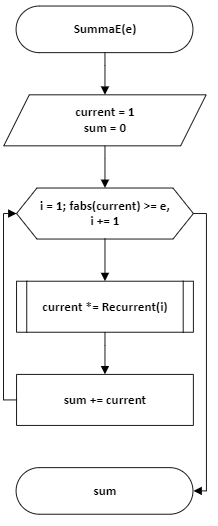 SummaE(e)
current = 1
sum = 0
i = 1; fabs(current) >= e,
i += 1
current *= Recurrent(i)
sum += current
sum